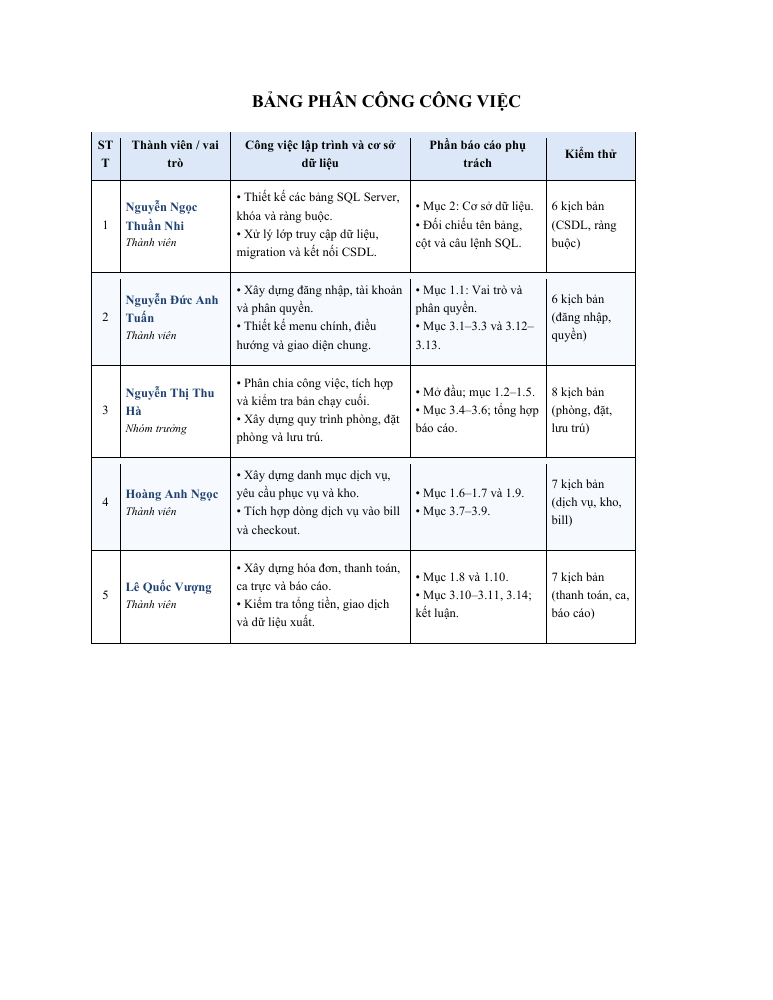 BẢNG PHÂN CÔNG CÔNG VIỆC
ST
T
Thành viên / vai
trò
Công việc lập trình và cơ sở
dữ liệu
Phần báo cáo phụ
trách
Kiểm thử
1
Nguyễn Ngọc
Thuần Nhi
Thành viên
• Thiết kế các bảng SQL Server,
khóa và ràng buộc.
• Xử lý lớp truy cập dữ liệu,
migration và kết nối CSDL.
• Mục 2: Cơ sở dữ liệu.
• Đối chiếu tên bảng,
cột và câu lệnh SQL.
6 kịch bản
(CSDL, ràng
buộc)
2
Nguyễn Đức Anh
Tuấn
Thành viên
• Xây dựng đăng nhập, tài khoản
và phân quyền.
• Thiết kế menu chính, điều
hướng và giao diện chung.
• Mục 1.1: Vai trò và
phân quyền.
• Mục 3.1–3.3 và 3.12–
3.13.
6 kịch bản
(đăng nhập,
quyền)
3
Nguyễn Thị Thu
Hà
Nhóm trưởng
• Phân chia công việc, tích hợp
và kiểm tra bản chạy cuối.
• Xây dựng quy trình phòng, đặt
phòng và lưu trú.
• Mở đầu; mục 1.2–1.5.
• Mục 3.4–3.6; tổng hợp
báo cáo.
8 kịch bản
(phòng, đặt,
lưu trú)
4
Hoàng Anh Ngọc
Thành viên
• Xây dựng danh mục dịch vụ,
yêu cầu phục vụ và kho.
• Tích hợp dòng dịch vụ vào bill
và checkout.
• Mục 1.6–1.7 và 1.9.
• Mục 3.7–3.9.
7 kịch bản
(dịch vụ, kho,
bill)
5
Lê Quốc Vượng
Thành viên
• Xây dựng hóa đơn, thanh toán,
ca trực và báo cáo.
• Kiểm tra tổng tiền, giao dịch
và dữ liệu xuất.
• Mục 1.8 và 1.10.
• Mục 3.10–3.11, 3.14;
kết luận.
7 kịch bản
(thanh toán, ca,
báo cáo)